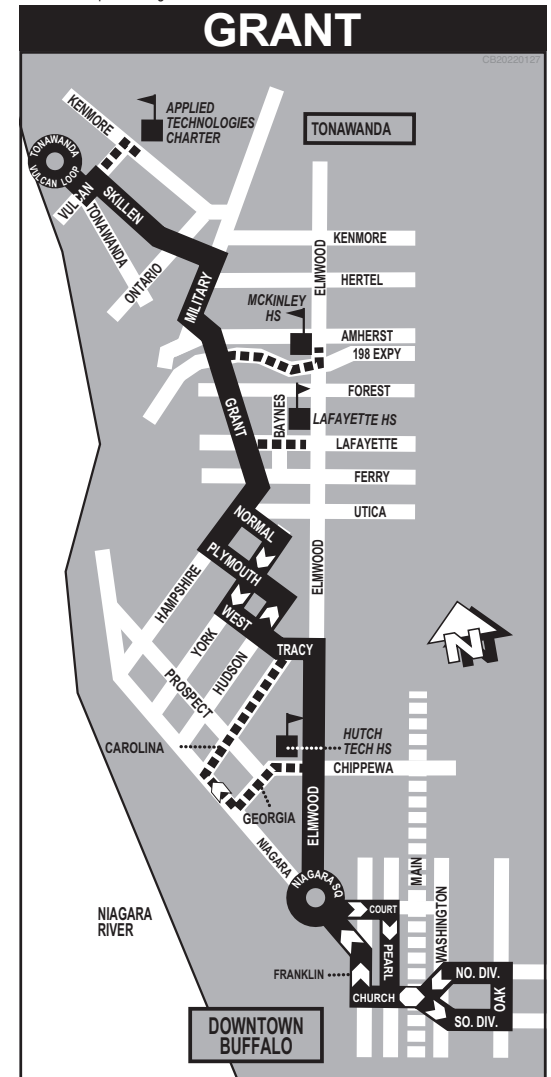 GRANT
CB20220127
KENMORE
APPLIED
TECHNOLOGIES
CHARTER
TONAWANDA
TONAWANDA
VULCAN LOOP
VULCAN
SKILLEN
TONAWANDA
ONTARIO
MILITARY
ELMWOOD
KENMORE
HERTEL
MCKINLEY
HS
AMHERST
198 EXPY
FOREST
BAYNES
LAFAYETTE HS
GRANT
LAFAYETTE
FERRY
UTICA
NORMAL
PLYMOUTH
ELMWOOD
HAMPSHIRE
WEST
YORK
TRACY
HUDSON
PROSPECT
N
CAROLINA
HUTCH
TECH HS
CHIPPEWA
GEORGIA
ELMWOOD
NIAGARA
MAIN
NIAGARA SQ
WASHINGTON
COURT
NIAGARA
RIVER
PEARL
FRANKLIN
NO. DIV.
OAK
CHURCH
SO. DIV.
DOWNTOWN
BUFFALO